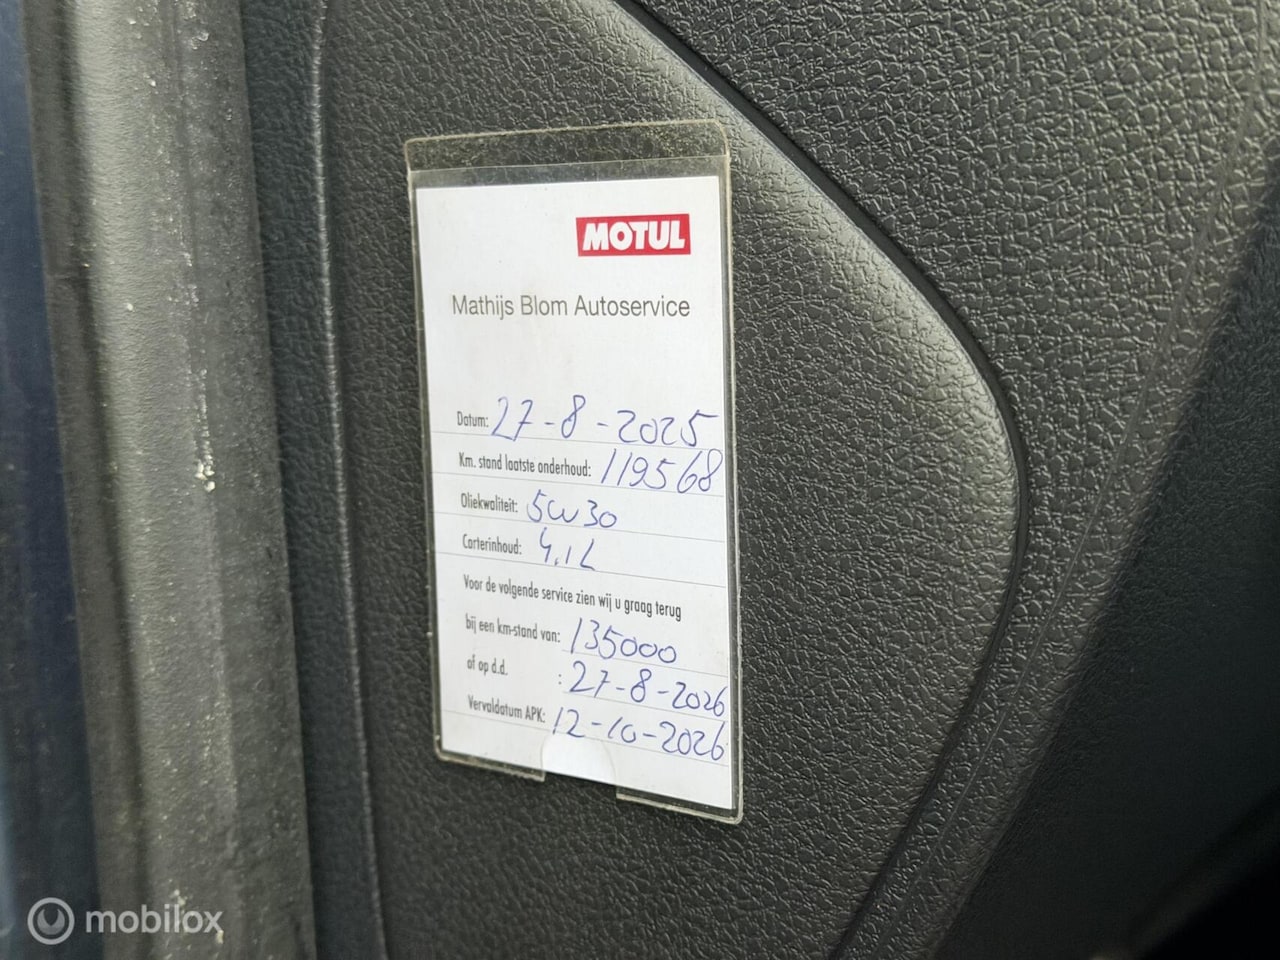 MOTUL
Mathijs Blom Autoservice
Datum: 27-8-2025
Km. stand laatste onderhoud: 119568
Oliekwaliteit: 5W30
Carterinhoud: 4.1L
Voor de volgende service zien wij u graag terug
bij een km-stand van: 135000
of op d.d. : 27-8-2026
Vervaldatum APK: 12-10-2026
mobilox